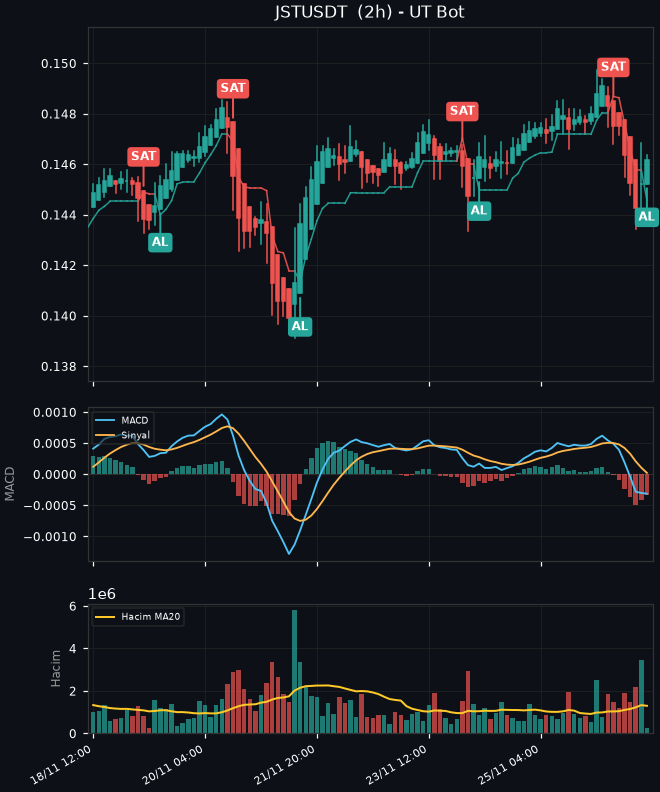 JSTUSDT  (2h) - UT Bot
0.150
0.148
0.146
0.144
0.142
0.140
0.138
SAT
SAT
SAT
SAT
AL
AL
AL
AL
MACD
0.0010
0.0005
0.0000
−0.0005
−0.0010
MACD
Sinyal
1e6
Hacim
6
4
2
0
Hacim MA20
18/11 12:00
20/11 04:00
21/11 20:00
23/11 12:00
25/11 04:00